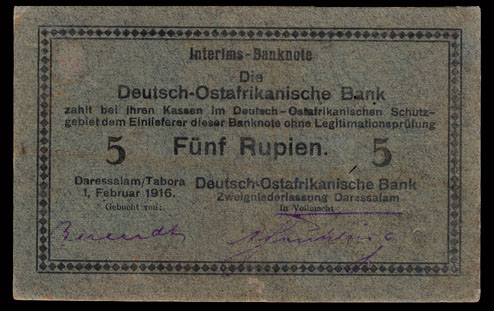 Interims-Banknote
Die
Deutsch-Ostafrikanische Bank
zahlt bei ihren Kassen im Deutsch-Ostafrikanischen Schutz-
gebiet dem Einlieferer dieser Banknote ohne Legitimationsprüfung
5 Fünf Rupien. 5
Daressalam/Tabora Deutsch-Ostafrikanische Bank
1. Februar 1916. Zweigniederlassung Daressalam
Gebucht von: In Vollmacht